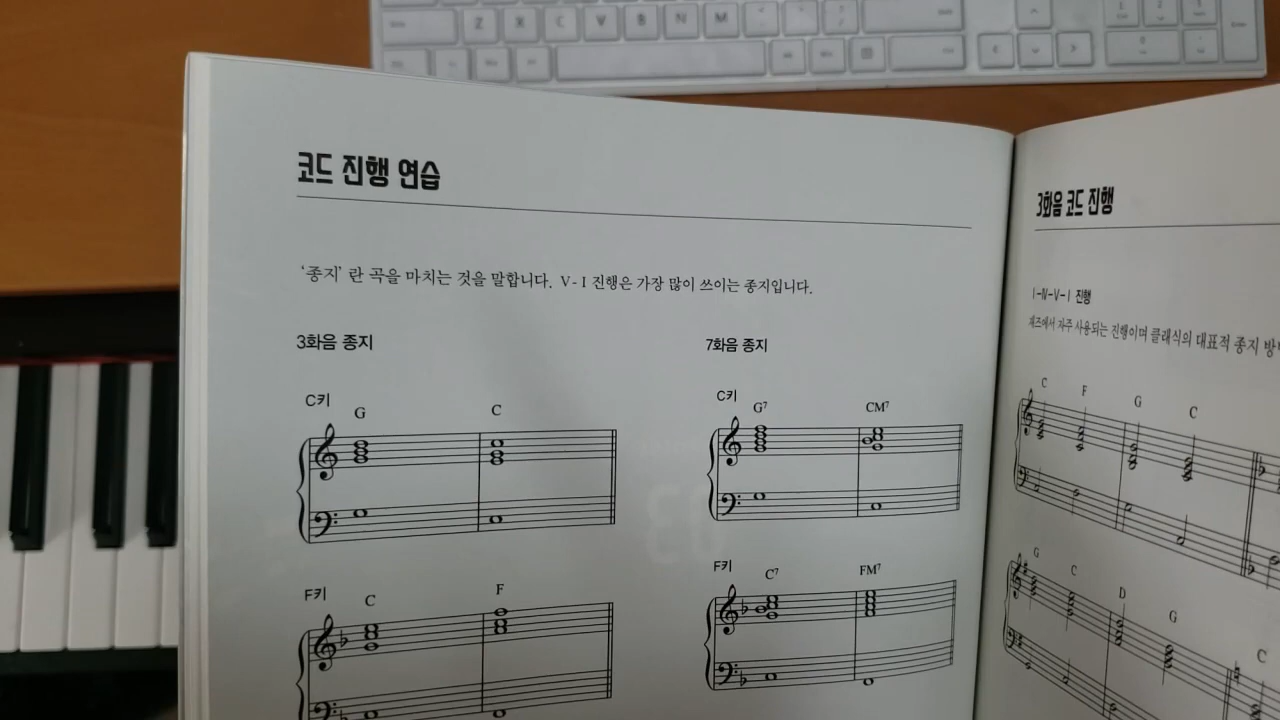 코드 진행 연습
'종지' 란 곡을 마치는 것을 말합니다. V - I 진행은 가장 많이 쓰이는 종지입니다.
3화음 종지
C키
G C
F키
C F
7화음 종지
C키
G7 CM7
F키
C7 FM7
3화음 코드 진행
I-IV-V-I 진행
재즈에서 자주 사용되는 진행이며 클래식의 대표적 종지
C F G C
G C D G C
Z X C V B N M